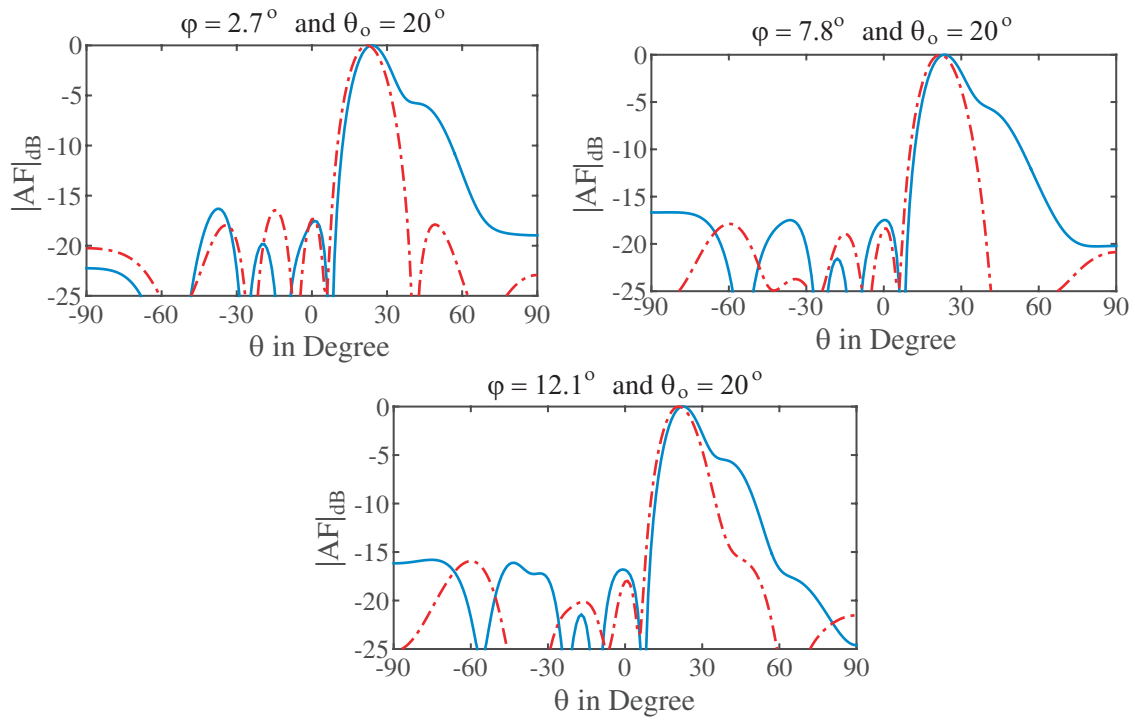 φ = 2.7° and θₒ = 20°
0
-5
-10
-15
-20
-25
|AF|dB
-90 -60 -30 0 30 60 90
θ in Degree
φ = 7.8° and θₒ = 20°
0
-5
-10
-15
-20
-25
|AF|dB
-90 -60 -30 0 30 60 90
θ in Degree
φ = 12.1° and θₒ = 20°
0
-5
-10
-15
-20
-25
|AF|dB
-90 -60 -30 0 30 60 90
θ in Degree